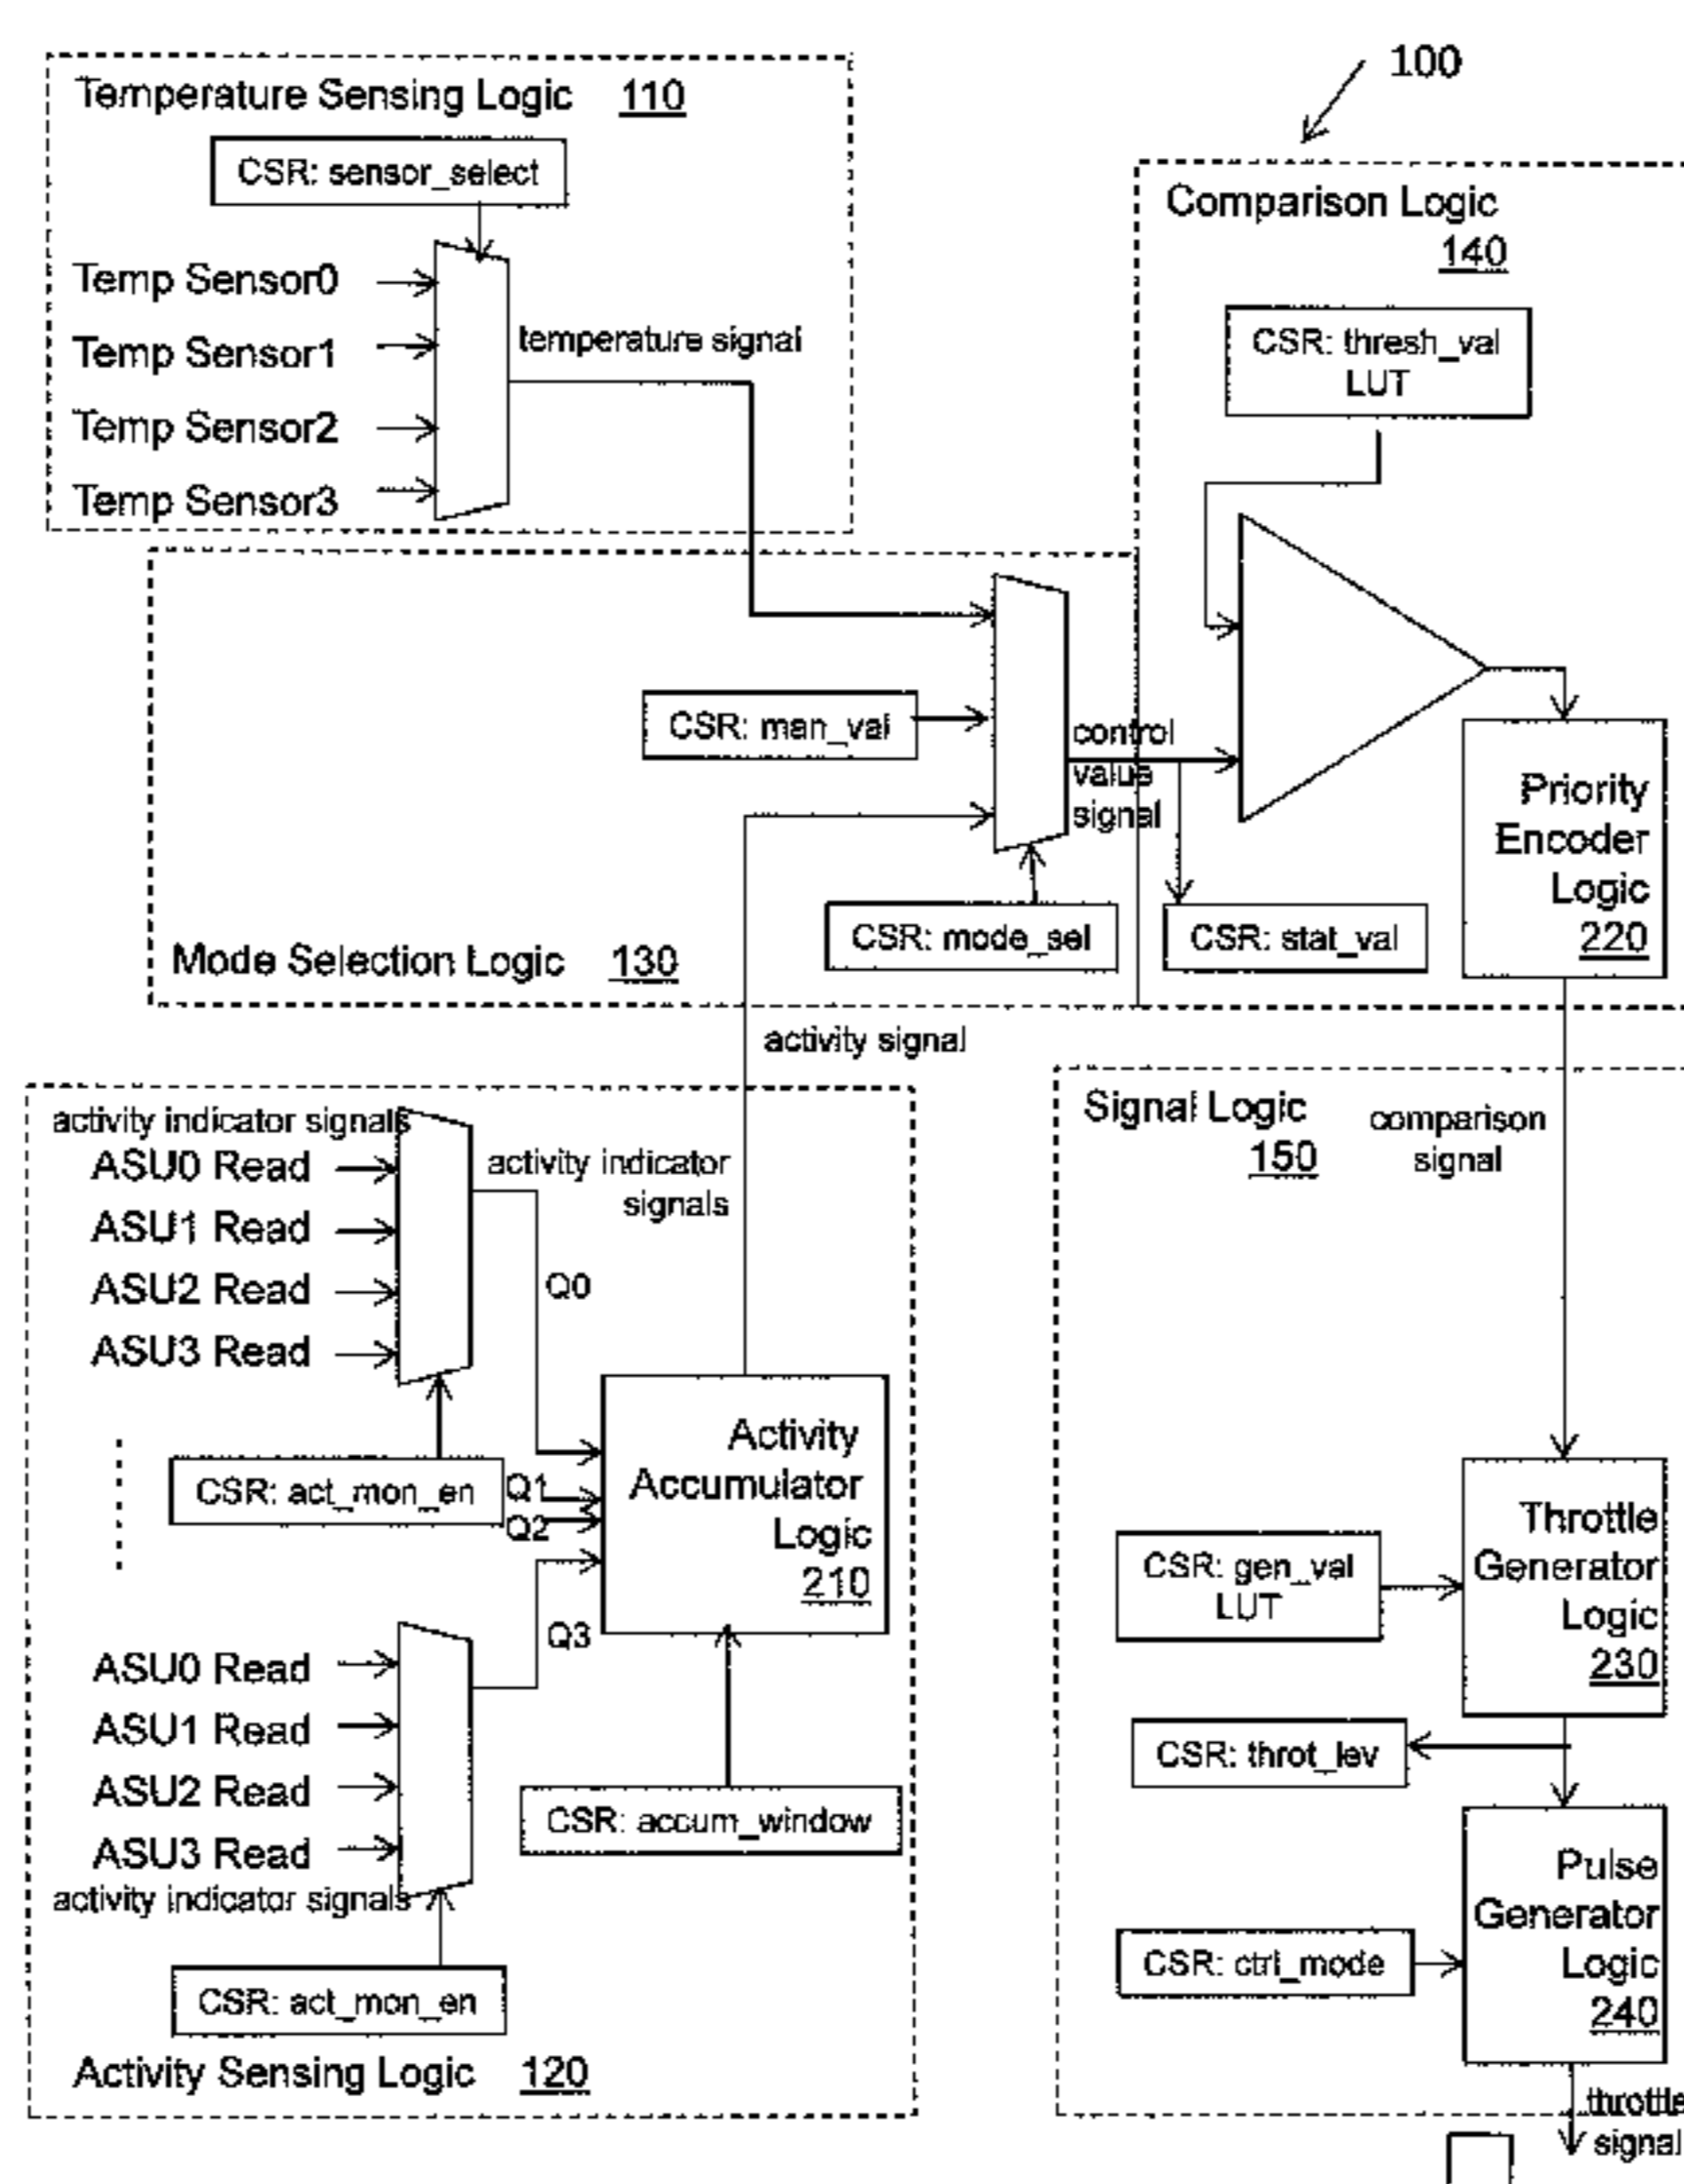 100
Temperature Sensing Logic 110
CSR: sensor_select
Temp Sensor0
Temp Sensor1
Temp Sensor2
Temp Sensor3
temperature signal
Comparison Logic
140
CSR: thresh_val
LUT
CSR: man_val
control
value
signal
Priority
Encoder
Logic
220
CSR: mode_sel
CSR: stat_val
Mode Selection Logic 130
activity signal
activity indicator signals
ASU0 Read
ASU1 Read
ASU2 Read
ASU3 Read
activity indicator
signals
Q0
CSR: act_mon_en
Q1
Q2
Activity
Accumulator
Logic
210
Q3
ASU0 Read
ASU1 Read
ASU2 Read
ASU3 Read
activity indicator signals
CSR: accum_window
CSR: act_mon_en
Activity Sensing Logic 120
Signal Logic
150
comparison
signal
Throttle
Generator
Logic
230
CSR: gen_val
LUT
CSR: throt_lev
Pulse
Generator
Logic
240
CSR: ctrl_mode
throttle
signal